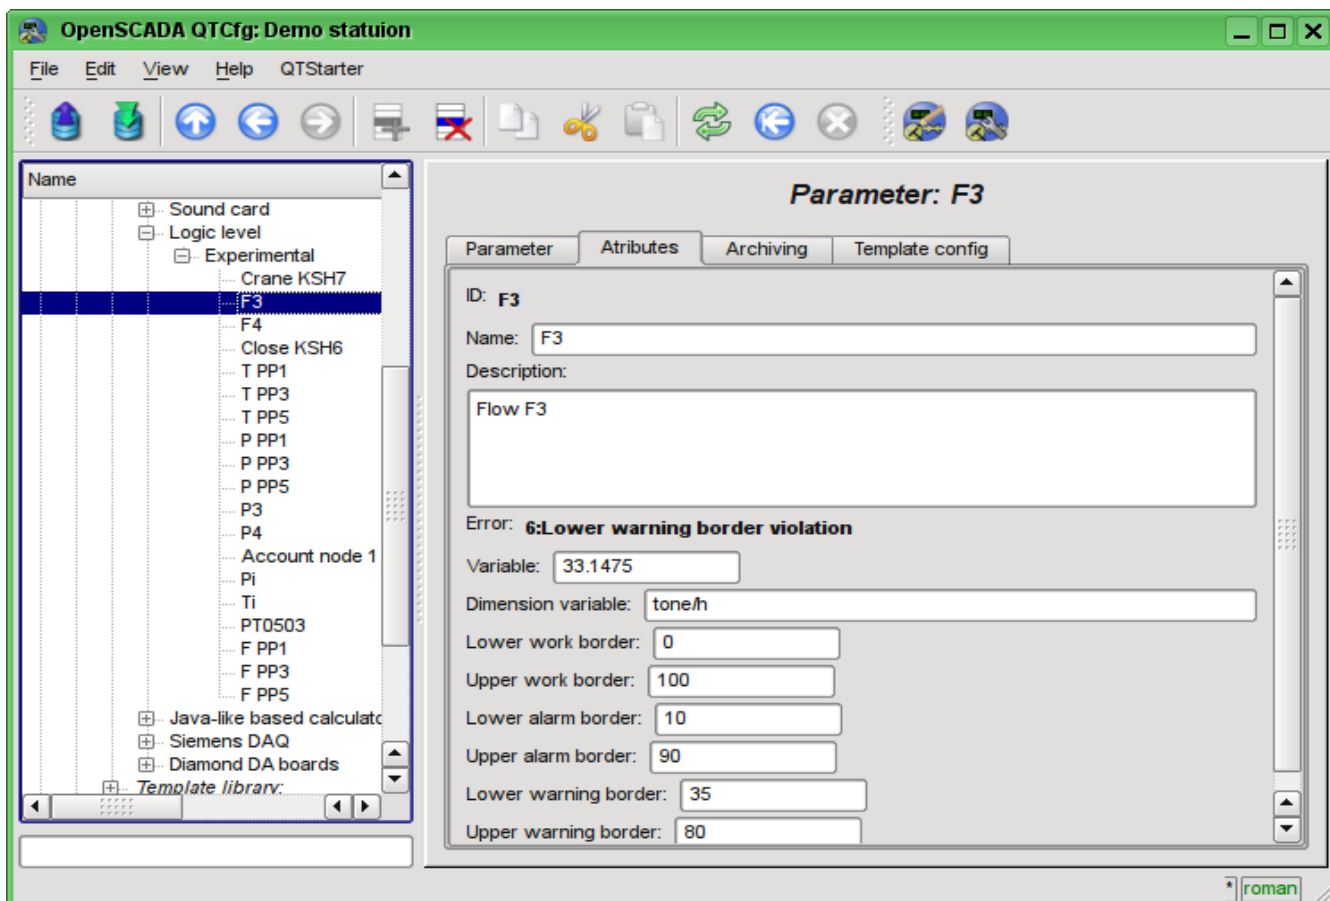 OpenSCADA QTCfg: Demo statuion
File Edit View Help QTStarter
Name
Sound card
Logic level
Experimental
Crane KSH7
F3
F4
Close KSH6
T PP1
T PP3
T PP5
P PP1
P PP3
P PP5
P3
P4
Account node 1
Pi
Ti
PT0503
F PP1
F PP3
F PP5
Java-like based calculato
Siemens DAQ
Diamond DA boards
Template library:
Parameter: F3
Parameter Atributes Archiving Template config
ID: F3
Name: F3
Description:
Flow F3
Error: 6:Lower warning border violation
Variable: 33.1475
Dimension variable: tone/h
Lower work border: 0
Upper work border: 100
Lower alarm border: 10
Upper alarm border: 90
Lower warning border: 35
Upper warning border: 80
* roman